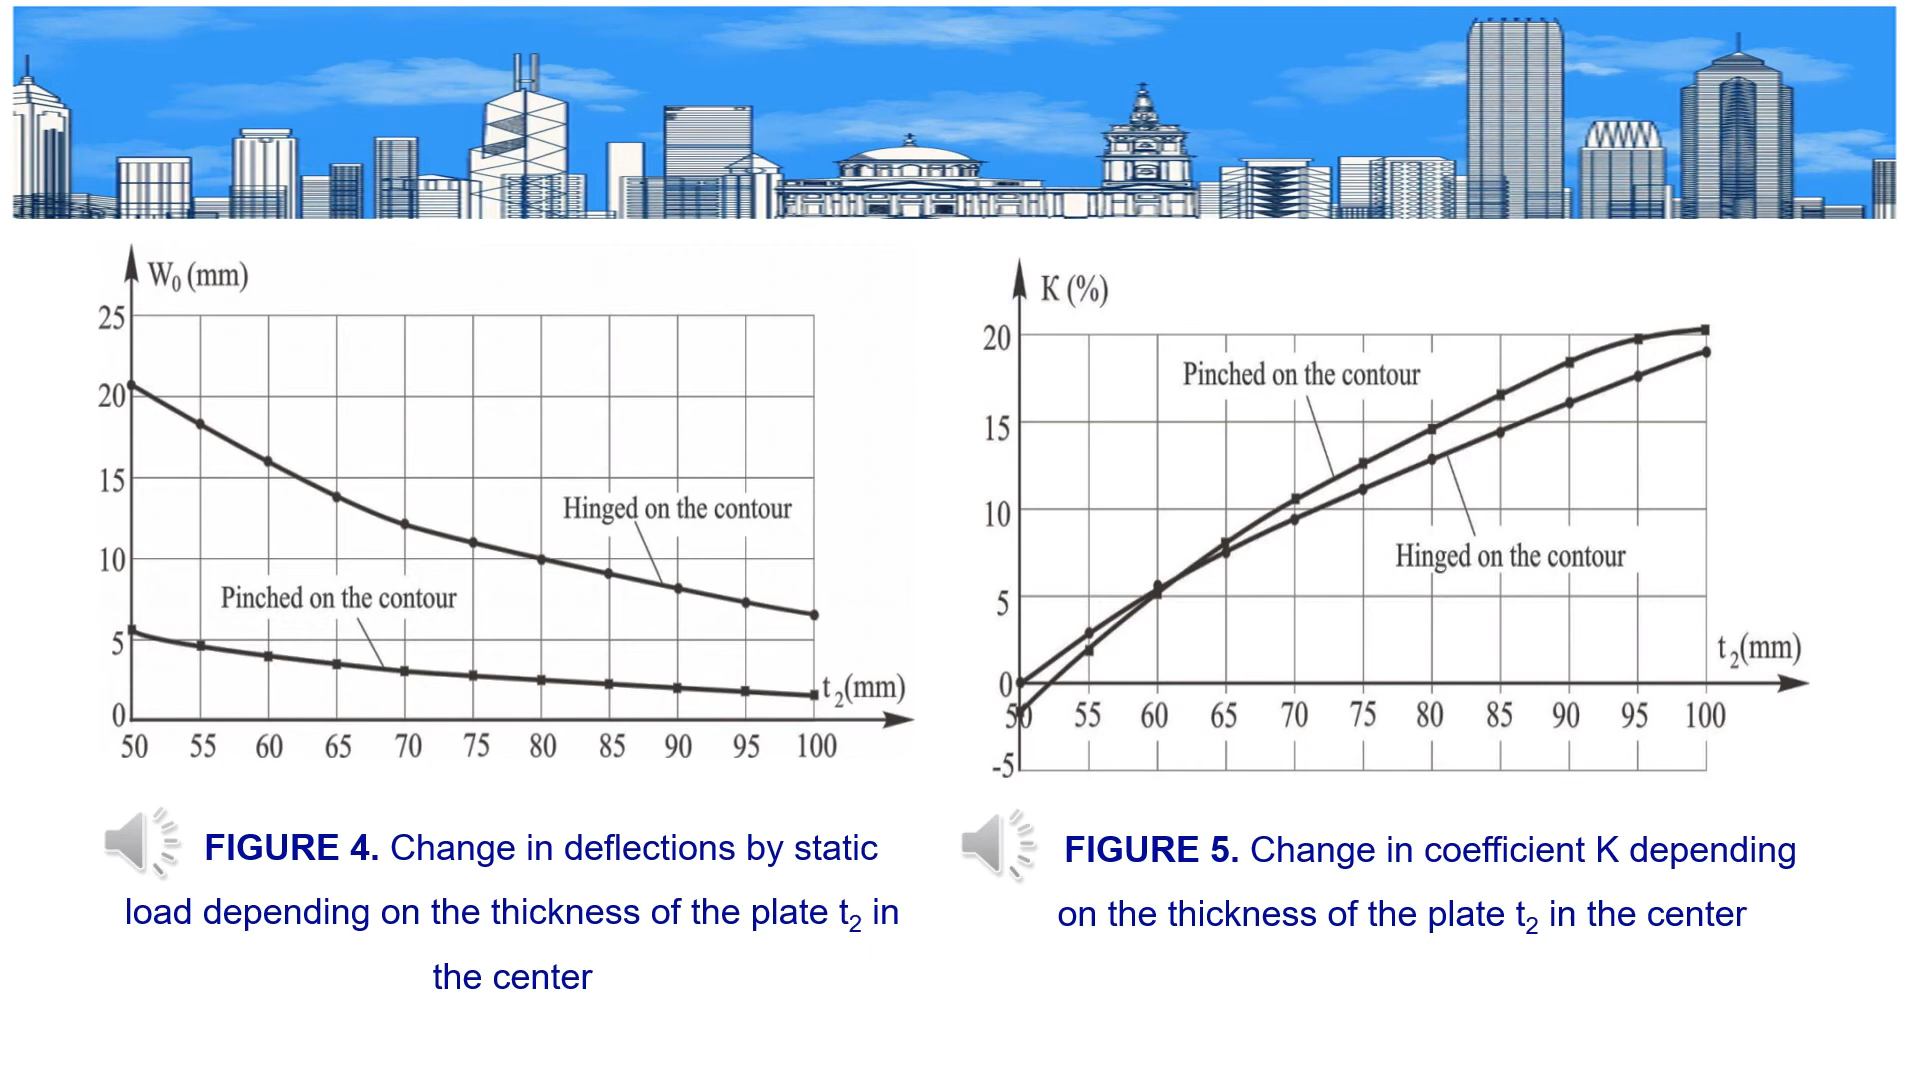 W₀ (mm)
25
20
15
10
5
0
Hinged on the contour
Pinched on the contour
t₂(mm)
50 55 60 65 70 75 80 85 90 95 100
K (%)
20
15
10
5
0
-5
Pinched on the contour
Hinged on the contour
t₂(mm)
50 55 60 65 70 75 80 85 90 95 100
FIGURE 4. Change in deflections by static
load depending on the thickness of the plate t₂ in
the center
FIGURE 5. Change in coefficient K depending
on the thickness of the plate t₂ in the center